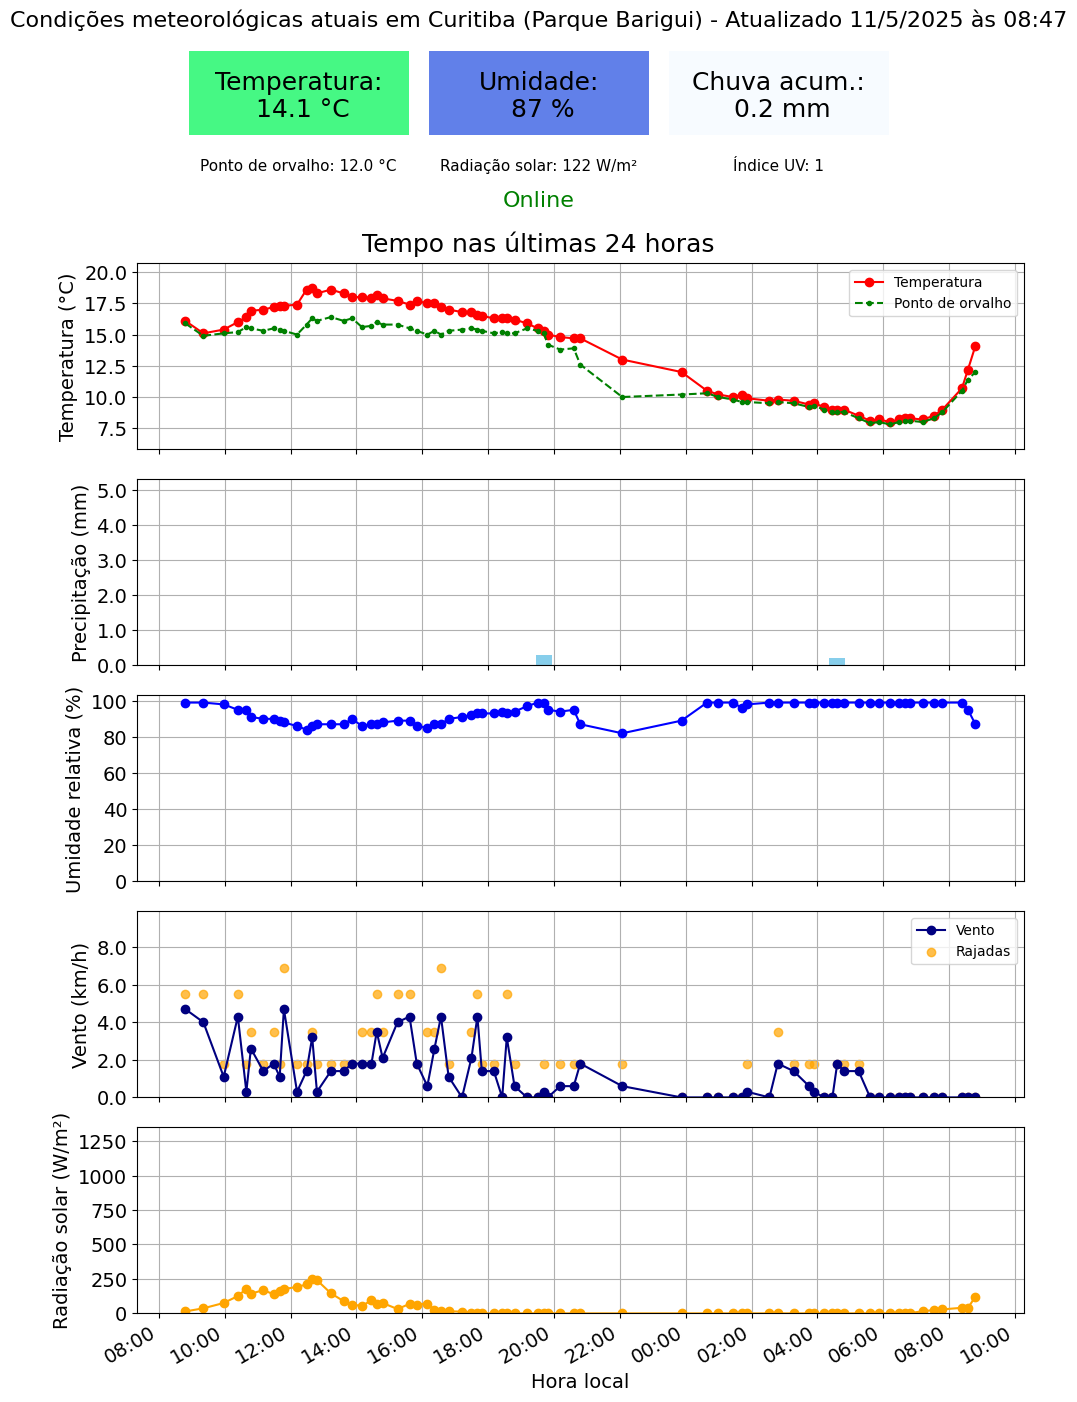 Condições meteorológicas atuais em Curitiba (Parque Barigui) - Atualizado 11/5/2025 às 08:47
Temperatura:
14.1 °C
Umidade:
87 %
Chuva acum.:
0.2 mm
Ponto de orvalho: 12.0 °C
Radiação solar: 122 W/m²
Índice UV: 1
Online
Tempo nas últimas 24 horas
Temperatura (°C)
20.0
17.5
15.0
12.5
10.0
7.5
Temperatura
Ponto de orvalho
Precipitação (mm)
5.0
4.0
3.0
2.0
1.0
0.0
Umidade relativa (%)
100
80
60
40
20
0
Vento (km/h)
8.0
6.0
4.0
2.0
0.0
Vento
Rajadas
Radiação solar (W/m²)
1250
1000
750
500
250
0
08:00
10:00
12:00
14:00
16:00
18:00
20:00
22:00
00:00
02:00
04:00
06:00
08:00
10:00
Hora local